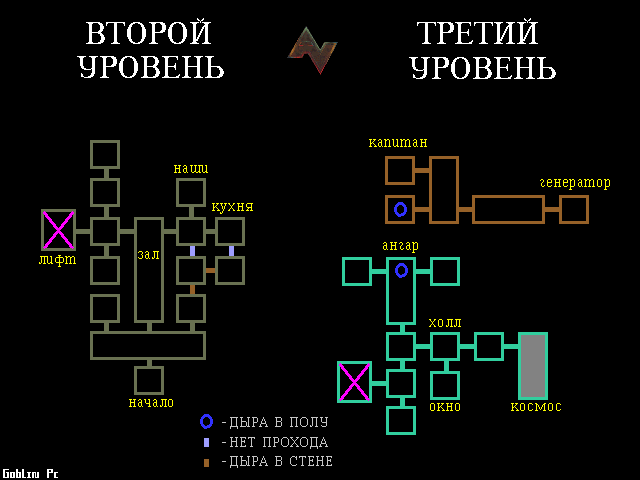 ВТОРОЙ
УРОВЕНЬ
ТРЕТИЙ
УРОВЕНЬ
наши
кухня
зал
лифт
начало
капитан
генератор
ангар
холл
окно
космос
-ДЫРА В ПОЛУ
-НЕТ ПРОХОДА
-ДЫРА В СТЕНЕ
Goblin Pc